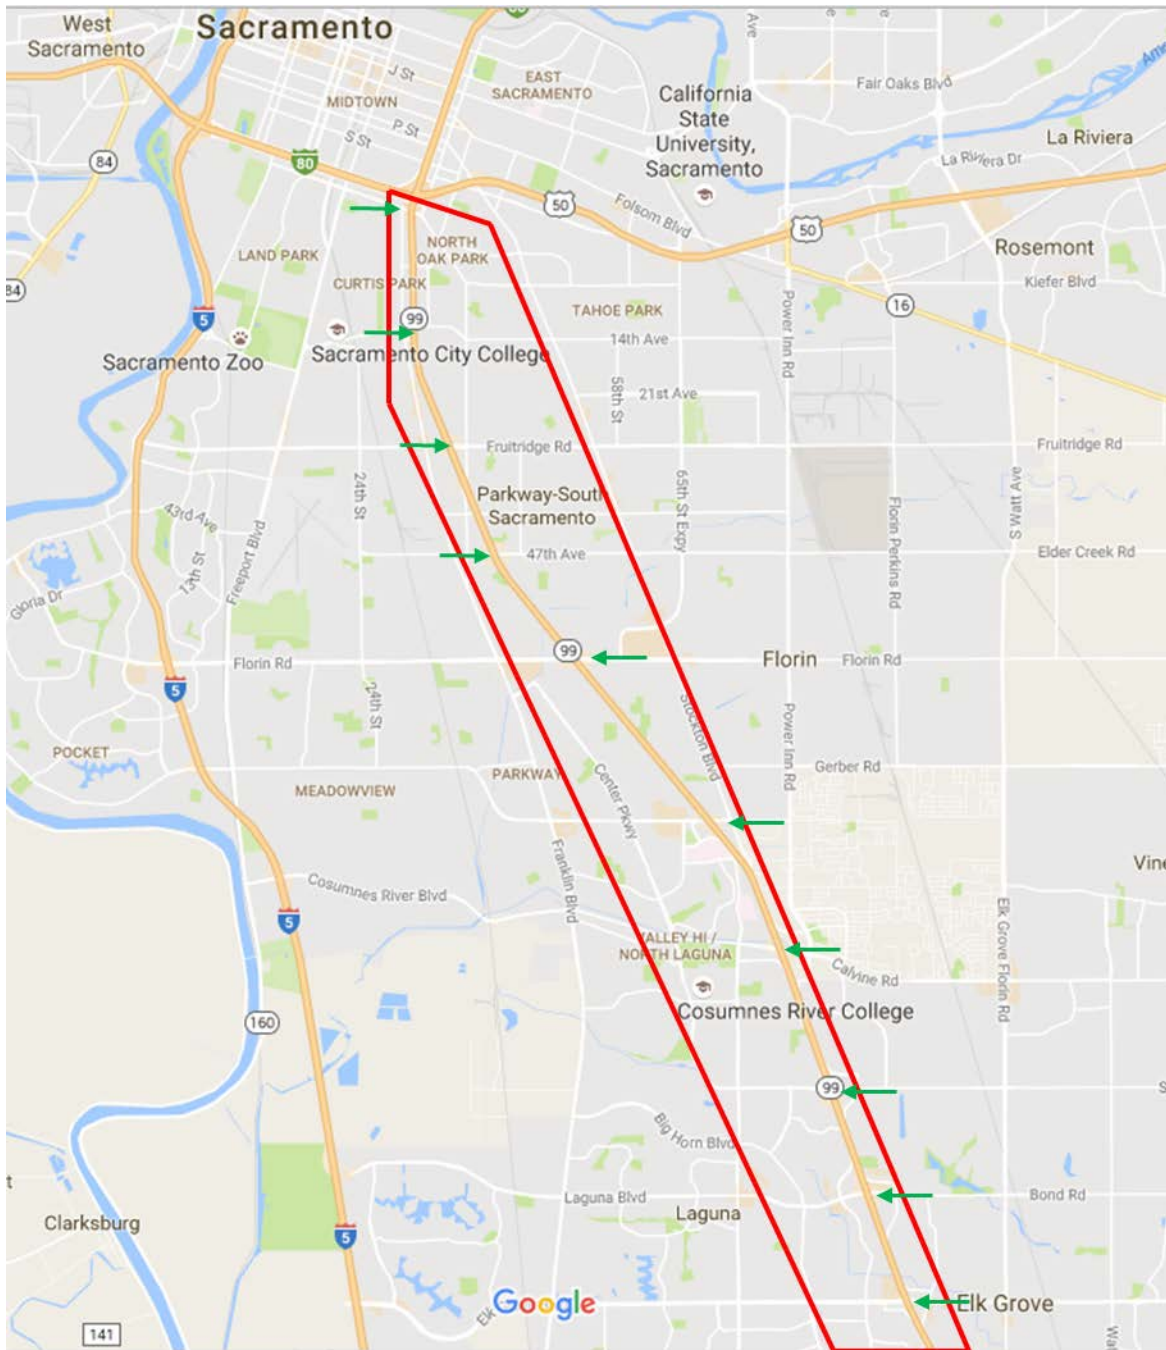 West
Sacramento
Sacramento
Ave
e
e
J St
EAST
SACRAMENTO
Fair Oaks Blvd
MIDTOWN
P St
S St
California
State
University,
Sacramento
La Riviera
La Riviera Dr
84
80
50
Folsom Blvd
50
Rosemont
NORTH
OAK PARK
LAND PARK
CURTIS PARK
Kiefer Blvd
84
5
99
TAHOE PARK
16
14th Ave
Power Inn Rd
Sacramento Zoo
Sacramento City College
58th St
21st Ave
Fruitridge Rd
Fruitridge Rd
24th St
Parkway-South
Sacramento
65th St Expy
Florin Perkins Rd
S Watt Ave
43rd Ave
13th St
Freeport Blvd
47th Ave
Elder Creek Rd
Gloria Dr
99
Florin Rd
Florin
Florin Rd
5
24th St
Stockton Blvd
Power Inn Rd
POCKET
PARKWAY
Center Pkwy
Gerber Rd
MEADOWVIEW
Franklin Blvd
Vine
Cosumnes River Blvd
5
Elk Grove Florin Rd
VALLEY HI /
NORTH LAGUNA
Calvine Rd
Cosumnes River College
160
99
S
Big Horn Blvd
t
Laguna Blvd
Bond Rd
Clarksburg
Laguna
5
Google
Elk
Elk Grove
141
Wat